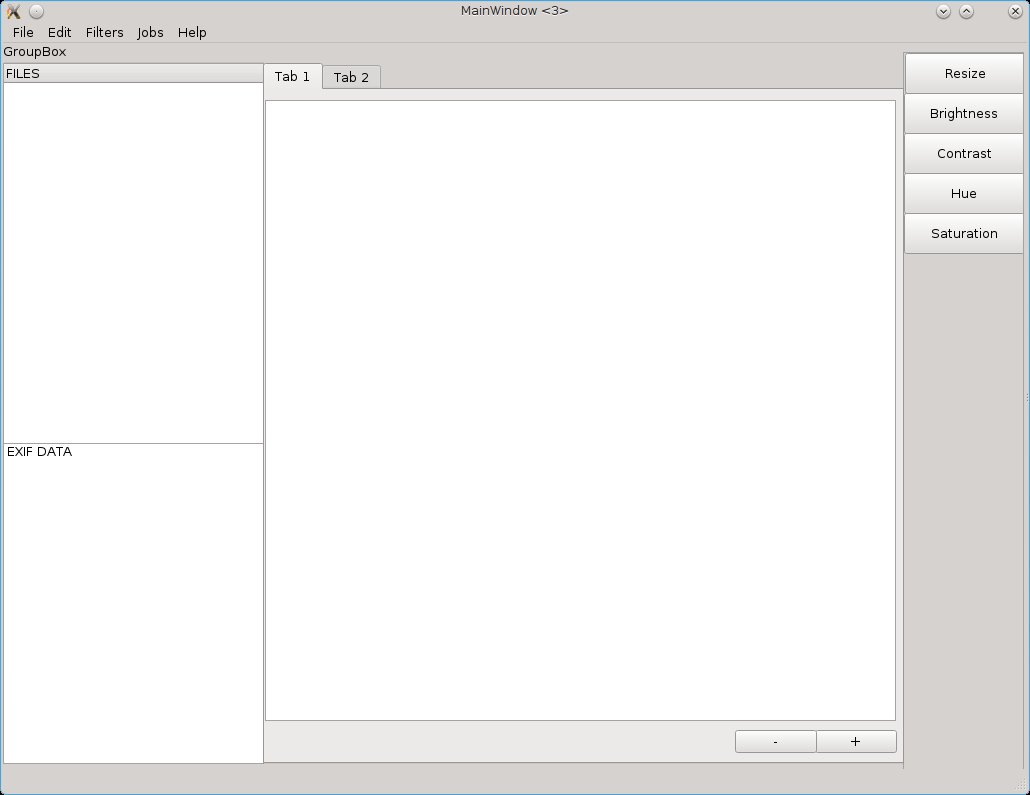 MainWindow <3>
File Edit Filters Jobs Help
GroupBox
FILES
Tab 1 Tab 2
Resize
Brightness
Contrast
Hue
Saturation
EXIF DATA
- +